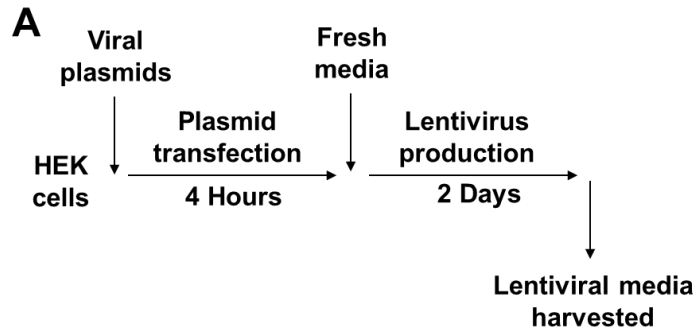 A
Viral
plasmids
Fresh
media
Plasmid
transfection
Lentivirus
production
HEK
cells
4 Hours
2 Days
Lentiviral media
harvested